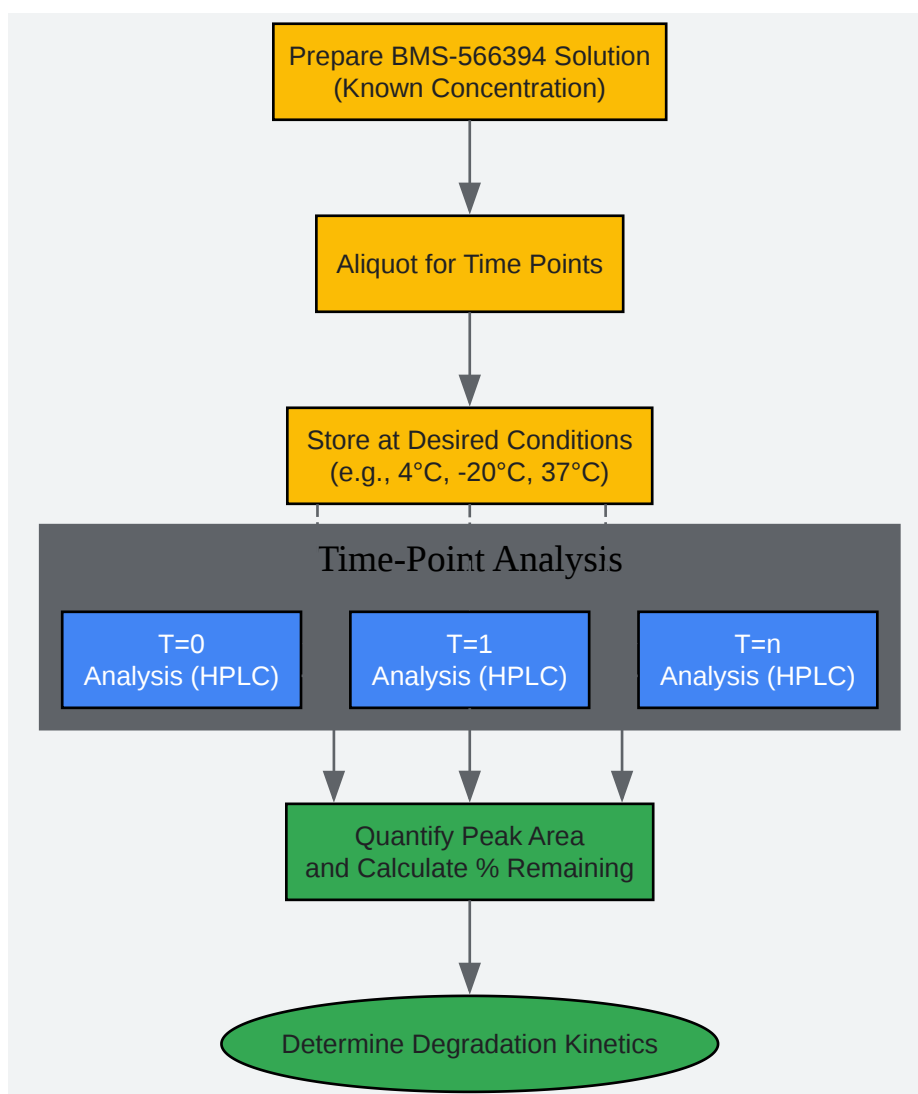 Prepare BMS-566394 Solution
(Known Concentration)
Aliquot for Time Points
Store at Desired Conditions
(e.g., 4°C, -20°C, 37°C)
Time-Point Analysis
T=0
Analysis (HPLC)
T=1
Analysis (HPLC)
T=n
Analysis (HPLC)
Quantify Peak Area
and Calculate % Remaining
Determine Degradation Kinetics